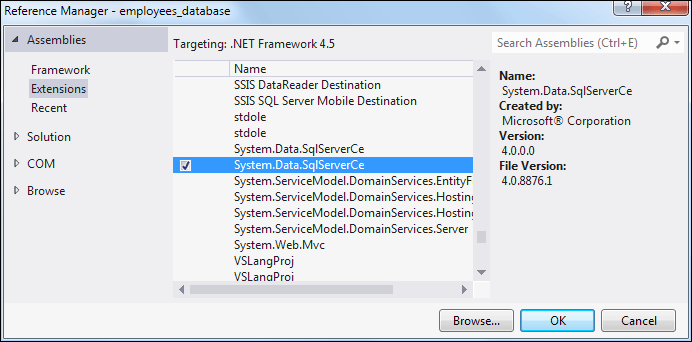 Reference Manager - employees_database
Assemblies
Framework
Extensions
Recent
Solution
COM
Browse
Targeting: .NET Framework 4.5
Name
SSIS DataReader Destination
SSIS SQL Server Mobile Destination
stdole
stdole
System.Data.SqlServerCe
System.Data.SqlServerCe
System.ServiceModel.DomainServices.EntityF
System.ServiceModel.DomainServices.Hosting
System.ServiceModel.DomainServices.Hosting
System.ServiceModel.DomainServices.Server
System.Web.Mvc
VSLangProj
VSLangProj
Search Assemblies (Ctrl+E)
Name:
System.Data.SqlServerCe
Created by:
Microsoft® Corporation
Version:
4.0.0.0
File Version:
4.0.8876.1
Browse... OK Cancel